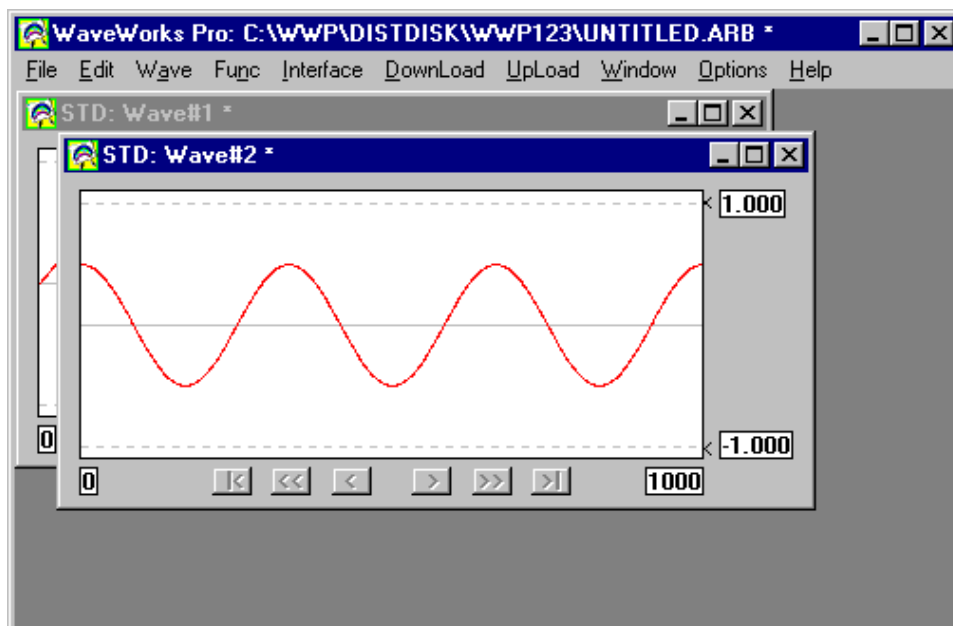 WaveWorks Pro: C:\WWP\DISTDISK\WWP123\UNTITLED.ARB *
File Edit Wave Func Interface DownLoad UpLoad Window Options Help
STD: Wave#1 *
STD: Wave#2 *
1.000
-1.000
0
0 |< << < > >> >| 1000